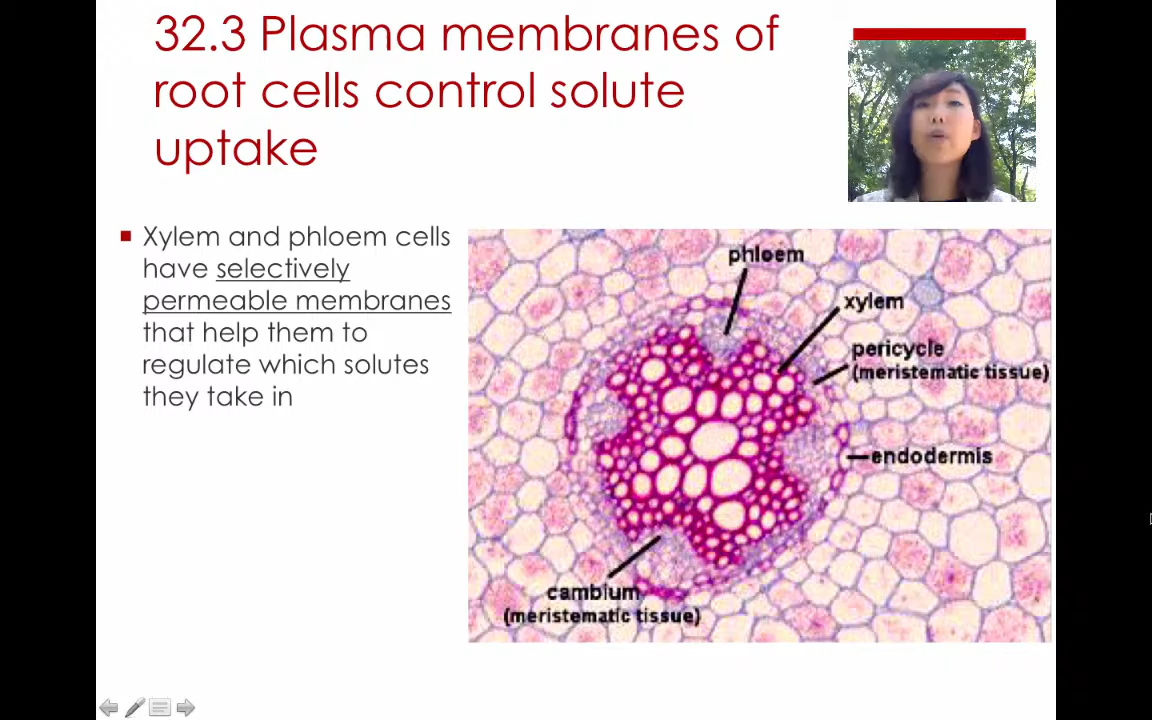 32.3 Plasma membranes of
root cells control solute
uptake
Xylem and phloem cells
have selectively
permeable membranes
that help them to
regulate which solutes
they take in
phloem
xylem
pericycle
(meristematic tissue)
endodermis
cambium
(meristematic tissue)